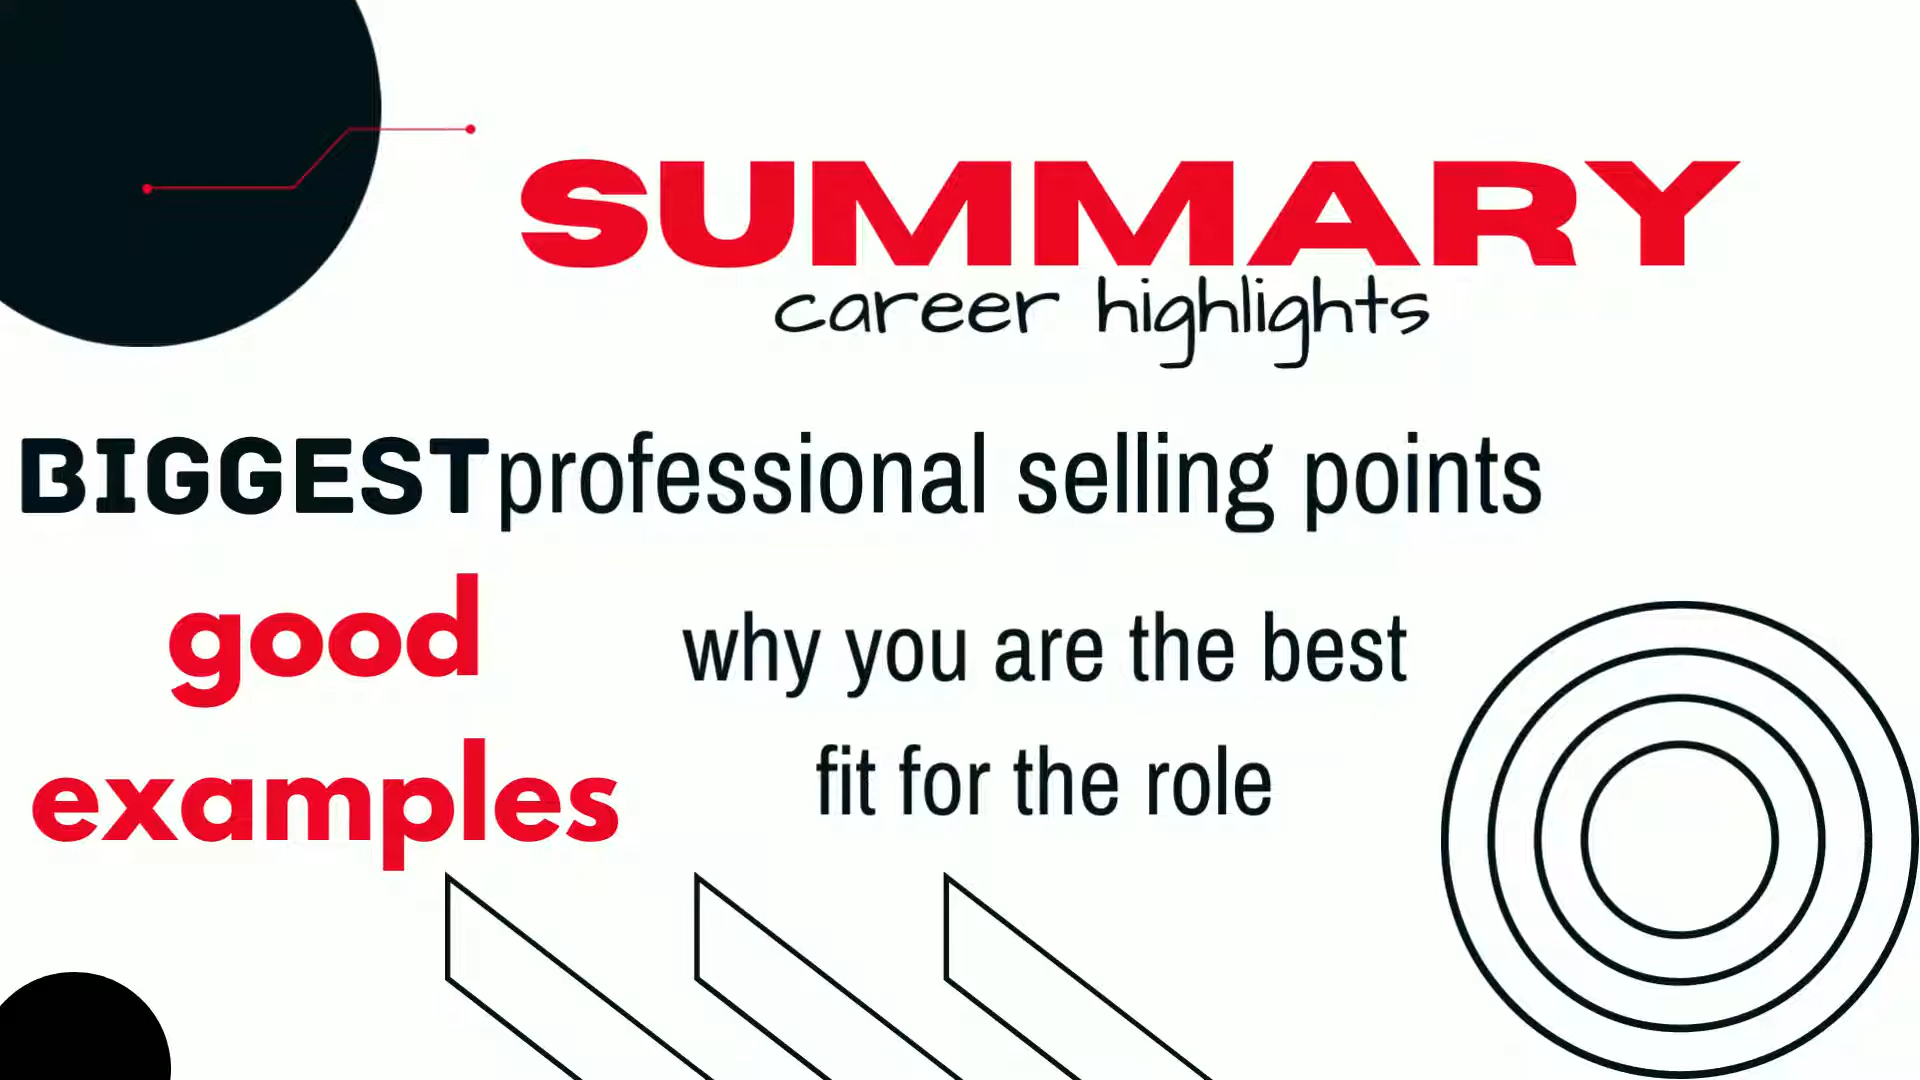 SUMMARY
career highlights
BIGGEST professional selling points
good
examples
why you are the best
fit for the role